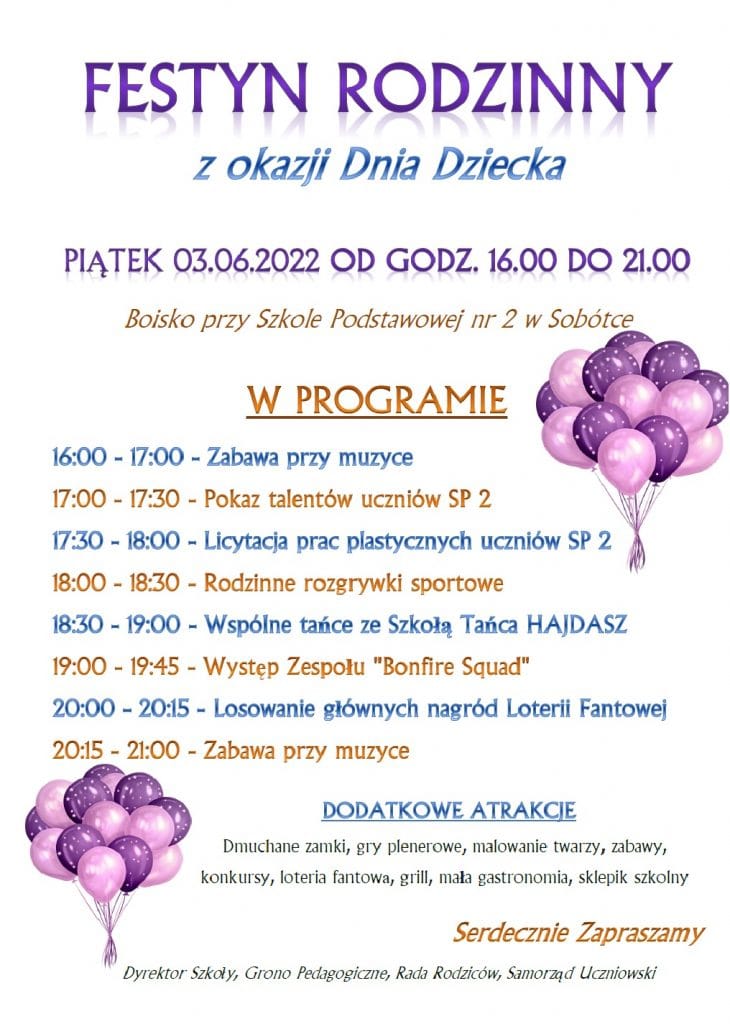 FESTYN RODZINNY
z okazji Dnia Dziecka
PIĄTEK 03.06.2022 OD GODZ. 16.00 DO 21.00
Boisko przy Szkole Podstawowej nr 2 w Sobótce
W PROGRAMIE
16:00 - 17:00 - Zabawa przy muzyce
17:00 - 17:30 - Pokaz talentów uczniów SP 2
17:30 - 18:00 - Licytacja prac plastycznych uczniów SP 2
18:00 - 18:30 - Rodzinne rozgrywki sportowe
18:30 - 19:00 - Wspólne tańce ze Szkołą Tańca HAJDASZ
19:00 - 19:45 - Występ Zespołu "Bonfire Squad"
20:00 - 20:15 - Losowanie głównych nagród Loterii Fantowej
20:15 - 21:00 - Zabawa przy muzyce
DODATKOWE ATRAKCJE
Dmuchane zamki, gry plenerowe, malowanie twarzy, zabawy,
konkursy, loteria fantowa, grill, mała gastronomia, sklepik szkolny
Serdecznie Zapraszamy
Dyrektor Szkoły, Grono Pedagogiczne, Rada Rodziców, Samorząd Uczniowski